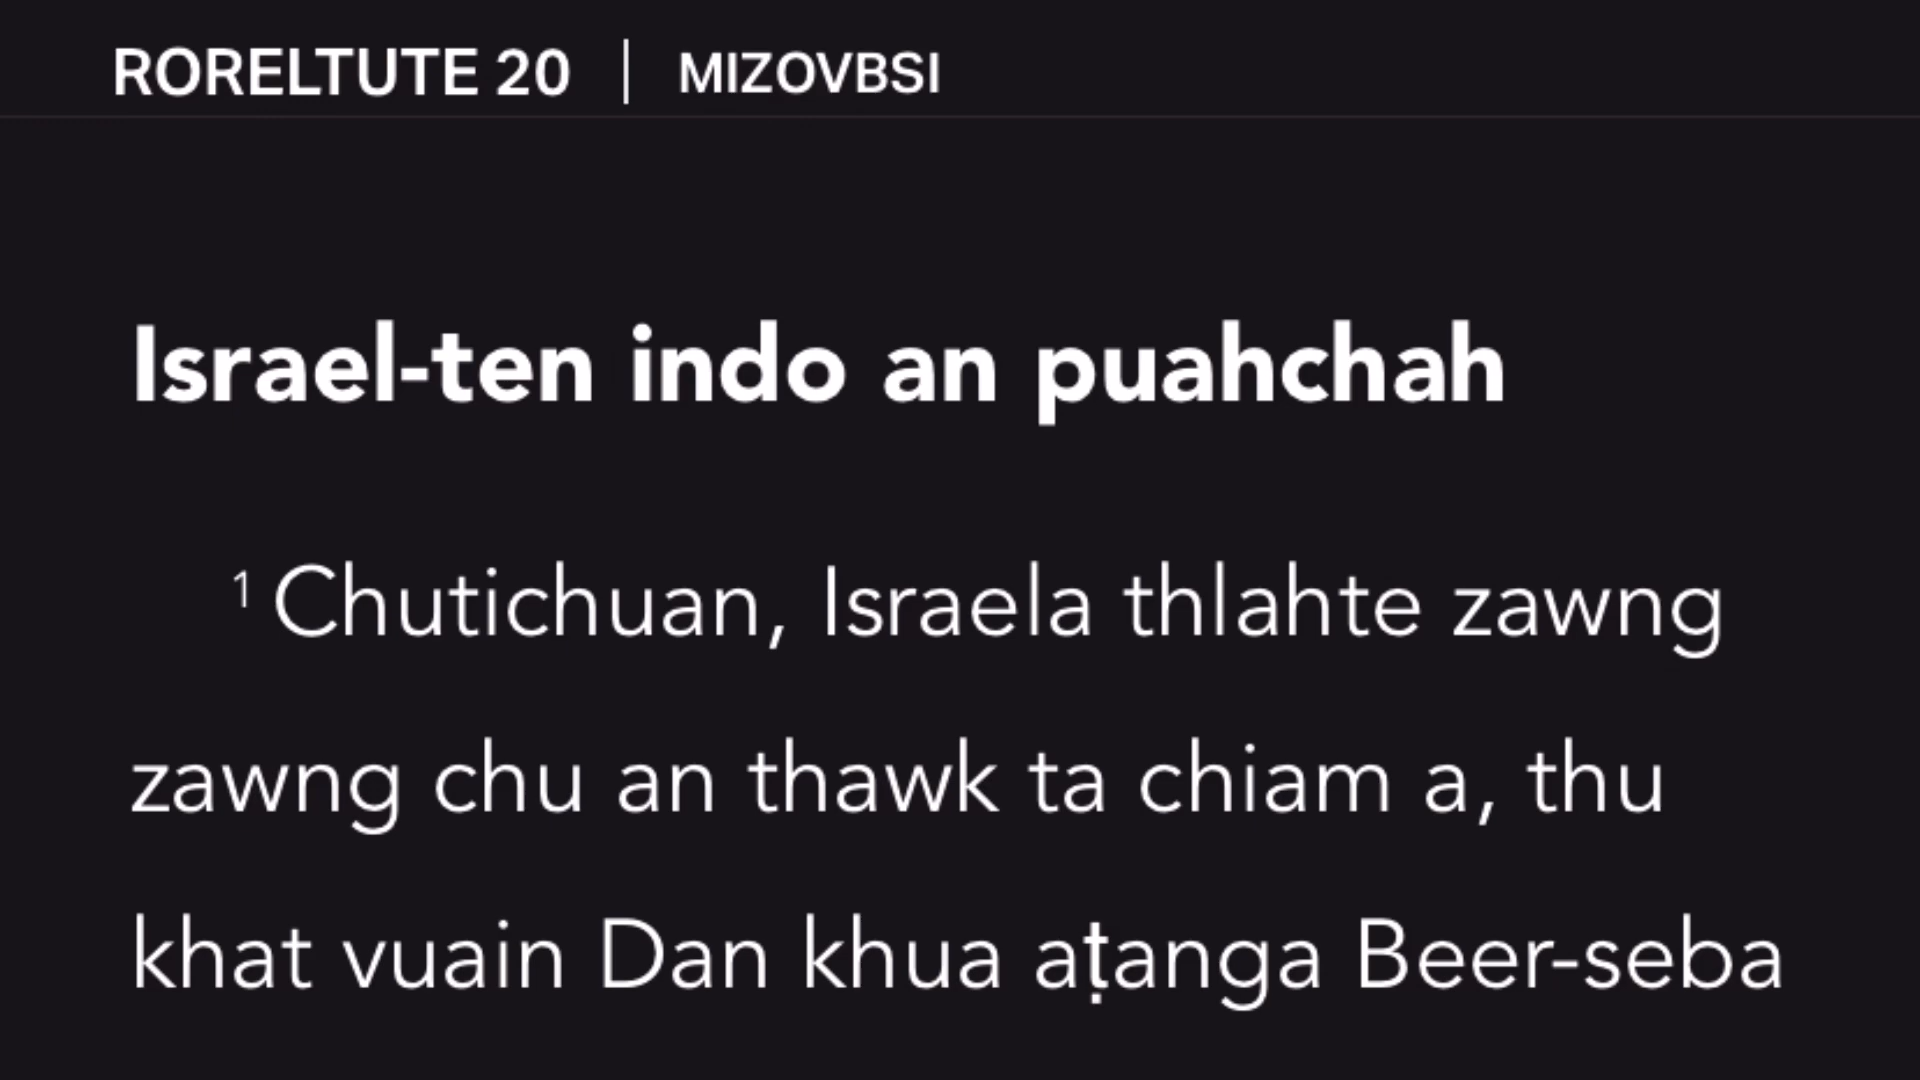 RORELTUTE 20 | MIZOVBSI
Israel-ten indo an puahchah
1 Chutichuan, Israela thlahte zawng
zawng chu an thawk ta chiam a, thu
khat vuain Dan khua aṭanga Beer-seba